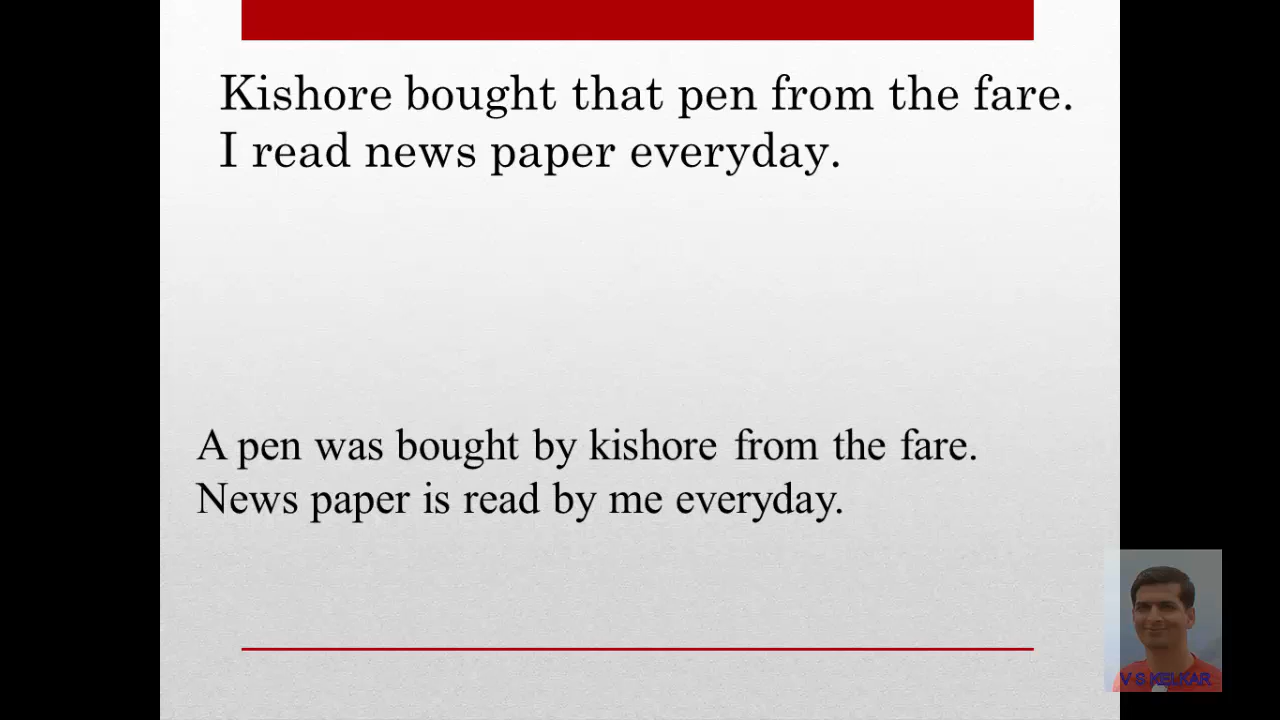 Kishore bought that pen from the fare.
I read news paper everyday.
A pen was bought by kishore from the fare.
News paper is read by me everyday.
V S KELKAR